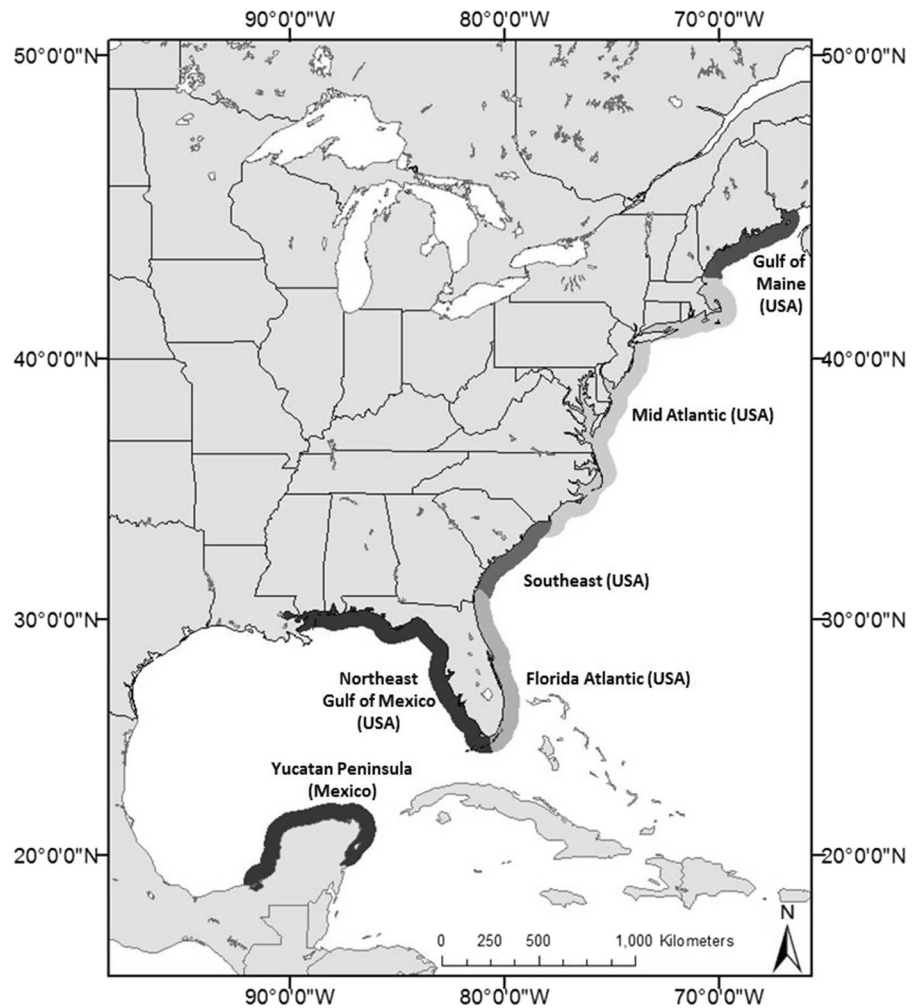 90°0'0"W 80°0'0"W 70°0'0"W
50°0'0"N 50°0'0"N
Gulf of
Maine
(USA)
40°0'0"N 40°0'0"N
Mid Atlantic (USA)
Southeast (USA)
30°0'0"N 30°0'0"N
Northeast
Gulf of Mexico
(USA)
Florida Atlantic (USA)
Yucatan Peninsula
(Mexico)
20°0'0"N 20°0'0"N
N
0 250 500 1,000 Kilometers
90°0'0"W 80°0'0"W 70°0'0"W